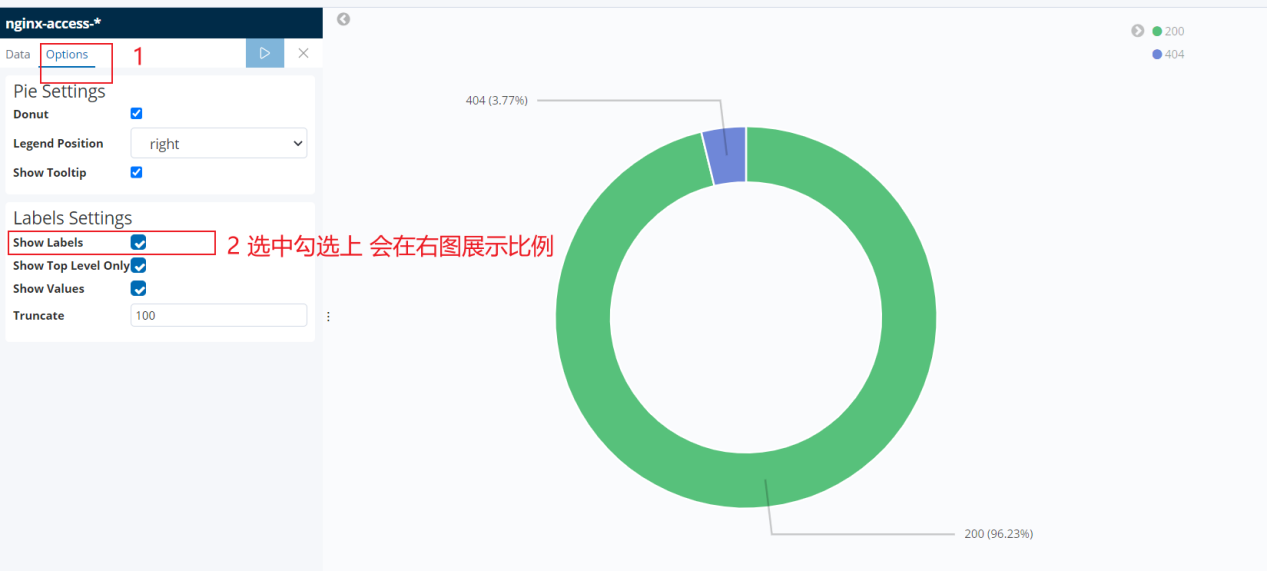 nginx-access-*
Data Options 1
Pie Settings
Donut
Legend Position right
Show Tooltip
Labels Settings
Show Labels
2 选中勾选上 会在右图展示比例
Show Top Level Only
Show Values
Truncate 100
200
404
404 (3.77%)
200 (96.23%)